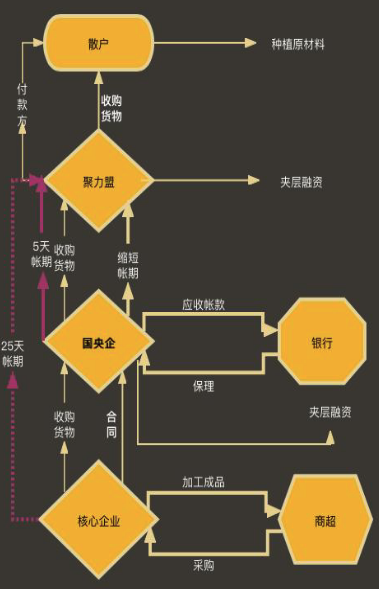 散户
种植原材料
付
款
方
收购
货物
聚力盟
夹层融资
5天
帐期
收购
货物
缩短
帐期
应收帐款
国央企
银行
25天
帐期
保理
夹层融资
收购
货物
合
同
加工成品
核心企业
商超
采购